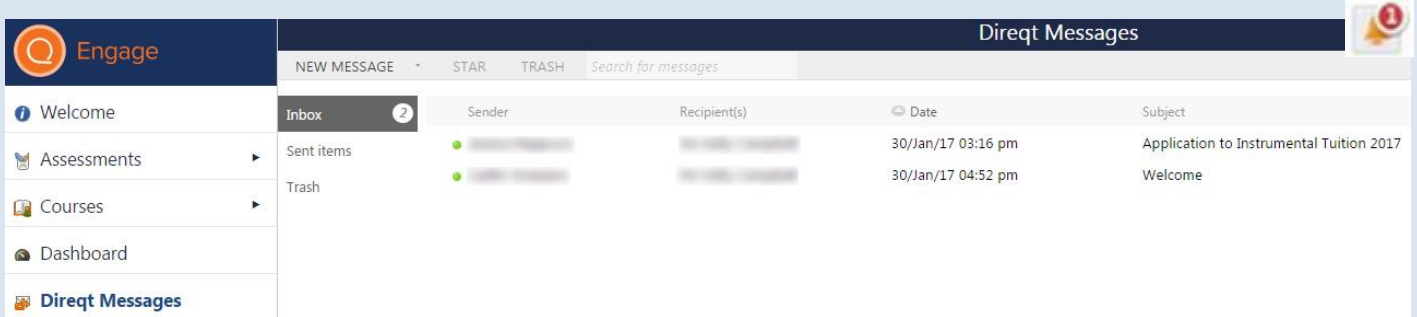 Direqt Messages
1
Q Engage
NEW MESSAGE STAR TRASH Search for messages
Welcome
Inbox 2 Sender Recipient(s) Date Subject
Assessments
Sent items 30/Jan/17 03:16 pm Application to Instrumental Tuition 2017
Trash 30/Jan/17 04:52 pm Welcome
Courses
Dashboard
Direqt Messages